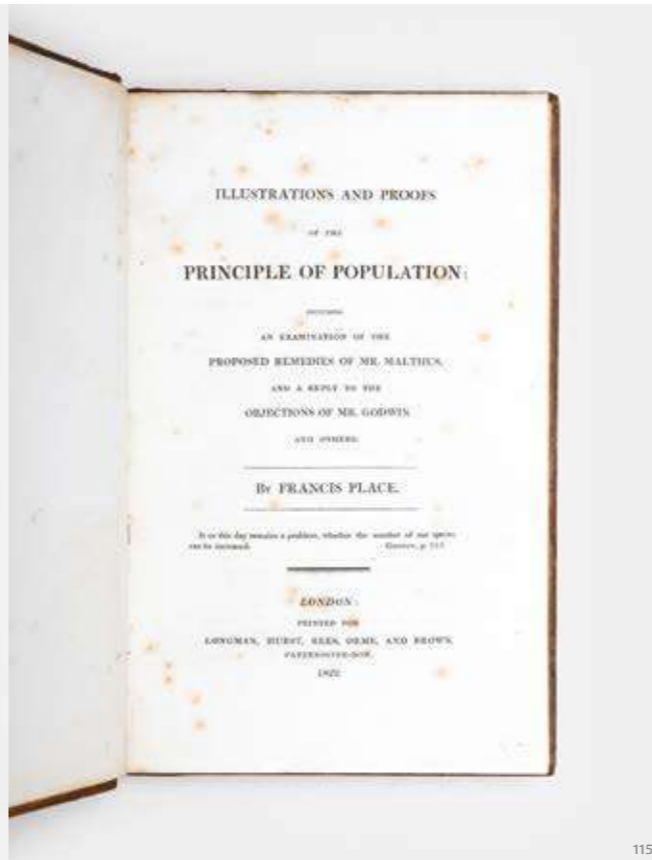 ILLUSTRATIONS AND PROOFS
OF THE
PRINCIPLE OF POPULATION:
INCLUDING
AN EXAMINATION OF THE
PROPOSED REMEDIES OF MR. MALTHUS,
AND A REPLY TO THE
OBJECTIONS OF MR. GODWIN
AND OTHERS.
BY FRANCIS PLACE.
It is to this day remains a problem, whether the number of our species
can be increased. GODWIN, p.
LONDON:
PRINTED FOR
LONGMAN, HURST, REES, ORME, AND BROWN,
PATERNOSTER-ROW.
1822
115